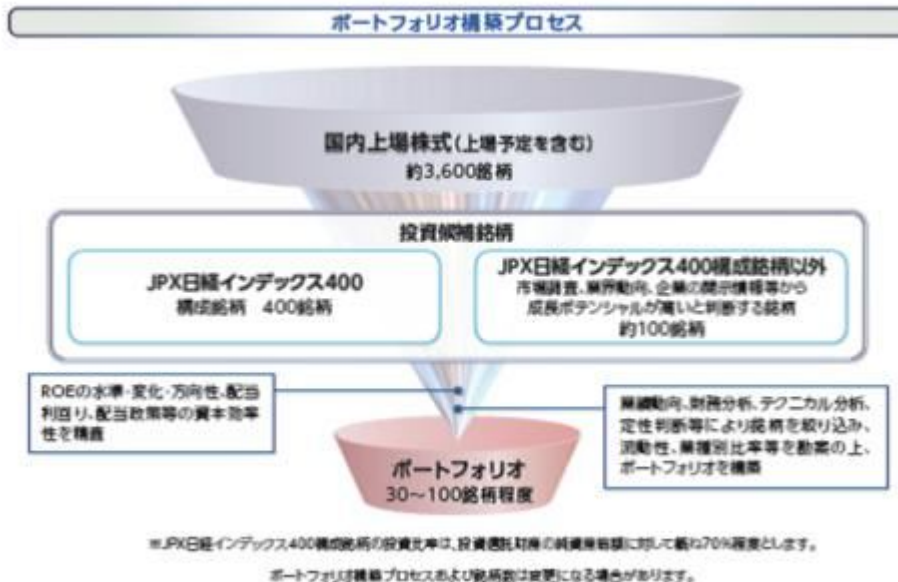 ポートフォリオ構築プロセス
国内上場株式(上場予定を含む)
約3,600銘柄
投資候補銘柄
JPX日経インデックス400
構成銘柄 400銘柄
JPX日経インデックス400構成銘柄以外
市場調査、業界動向、企業の開示情報等から
成長ポテンシャルが高いと判断する銘柄
約100銘柄
ROEの水準・変化・方向性、配当
利回り、配当政策等の資本効率
性を精査
業績動向、財務分析、テクニカル分析、
定性判断等により銘柄を絞り込み、
流動性、業種別比率等を勘案の上、
ポートフォリオを構築
ポートフォリオ
30〜100銘柄程度
※JPX日経インデックス400構成銘柄の投資比率は、投資信託財産の純資産総額に対して概ね70%程度とします。
ポートフォリオ構築プロセスおよび銘柄数は変更になる場合があります。